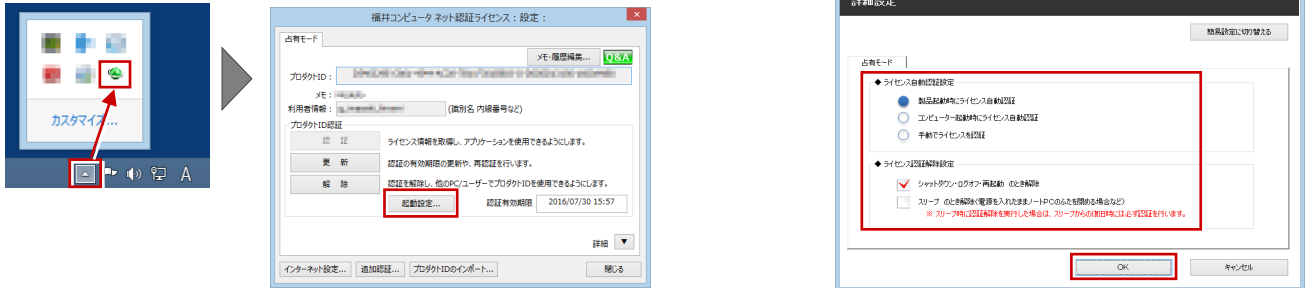 カスタマイズ...
A
福井コンピュータ ネット認証ライセンス：設定：
占有モード
メモ・履歴編集...
Q&A
プロダクトID：
メモ：
利用者情報：
(識別名 内線番号など)
プロダクトID認証
認 証
ライセンス情報を取得し、アプリケーションを使用できるようにします。
更 新
認証の有効期限の更新や、再認証を行います。
解 除
認証を解除し、他のPC/ユーザーでプロダクトIDを使用できるようにします。
起動設定...
認証有効期限
2016/07/30 15:57
詳細
インターネット設定...
追加認証...
プロダクトIDのインポート...
閉じる
詳細設定
簡易設定に切り替える
占有モード
◆ ライセンス自動認証設定
製品起動時にライセンス自動認証
コンピューター起動時にライセンス自動認証
手動でライセンスを認証
◆ ライセンス認証解除設定
シャットダウン・ログオフ・再起動 のとき解除
スリープ のとき解除(電源を入れたままノートPCのふたを閉める場合など)
※ スリープ時に認証解除を実行した場合は、スリープからの復旧時には必ず認証を行います。
OK
キャンセル